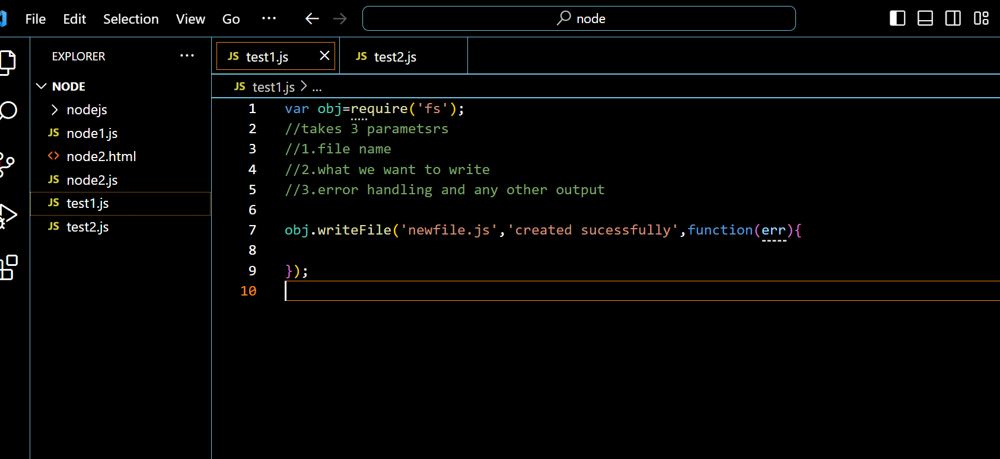 File Edit Selection View Go ··· node
EXPLORER ···
NODE
nodejs
JS node1.js
<> node2.html
JS node2.js
JS test1.js
JS test2.js
JS test1.js JS test2.js
JS test1.js > ...
1 var obj=require('fs');
2 //takes 3 parametsrs
3 //1.file name
4 //2.what we want to write
5 //3.error handling and any other output
6
7 obj.writeFile('newfile.js','created sucessfully',function(err){
8
9 });
10